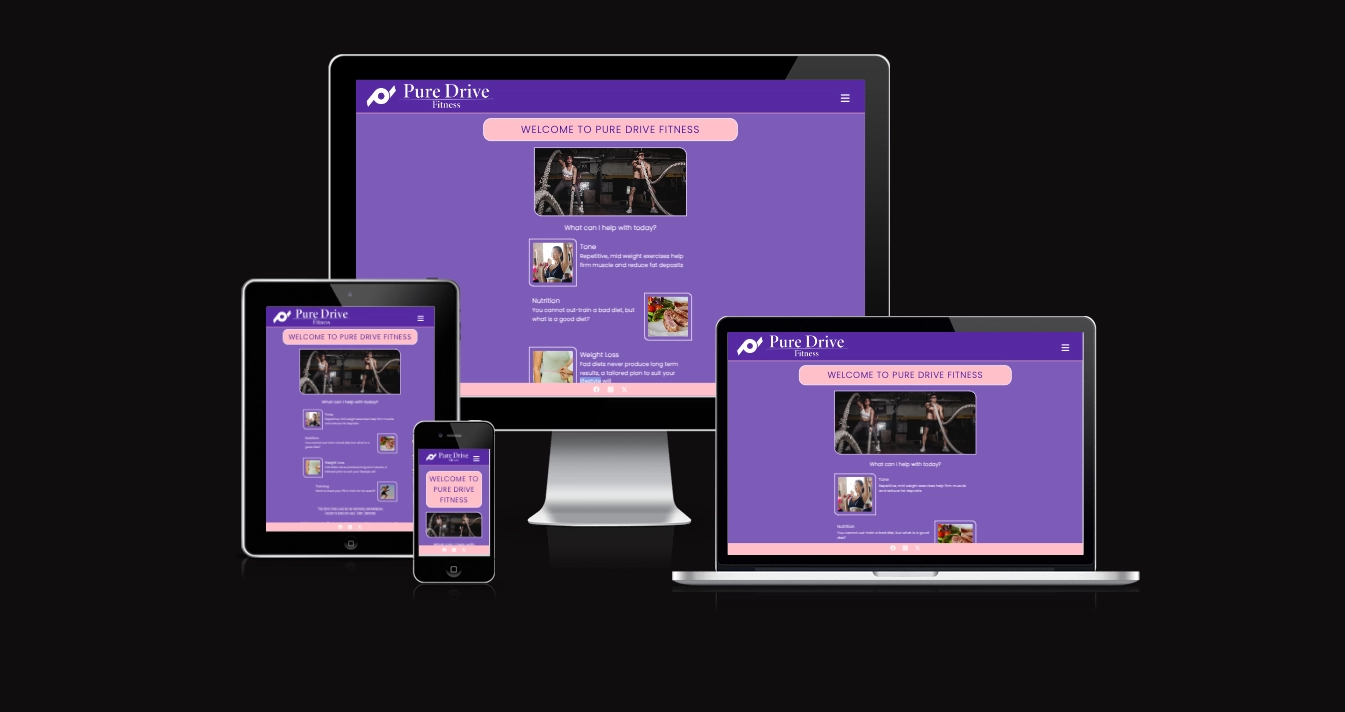 Pure Drive
Fitness
WELCOME TO PURE DRIVE FITNESS
What can I help with today?
Tone
Repetitive, mid weight exercises help
firm muscle and reduce fat deposits
Nutrition
You cannot out-train a bad diet, but
what is a good diet?
Weight Loss
Fad diets never produce long term
results, a tailored plan to suit your
lifestyle will
Pure Drive
Fitness
WELCOME TO PURE DRIVE FITNESS
What can I help with today?
Tone
Nutrition
Weight Loss
Pure Drive
Fitness
WELCOME TO
PURE DRIVE
FITNESS
Pure Drive
Fitness
WELCOME TO PURE DRIVE FITNESS
What can I help with today?
Tone
Repetitive, mid weight exercises help firm muscle
and reduce fat deposits
Nutrition
You cannot out-train a bad diet, but what is a good
diet?